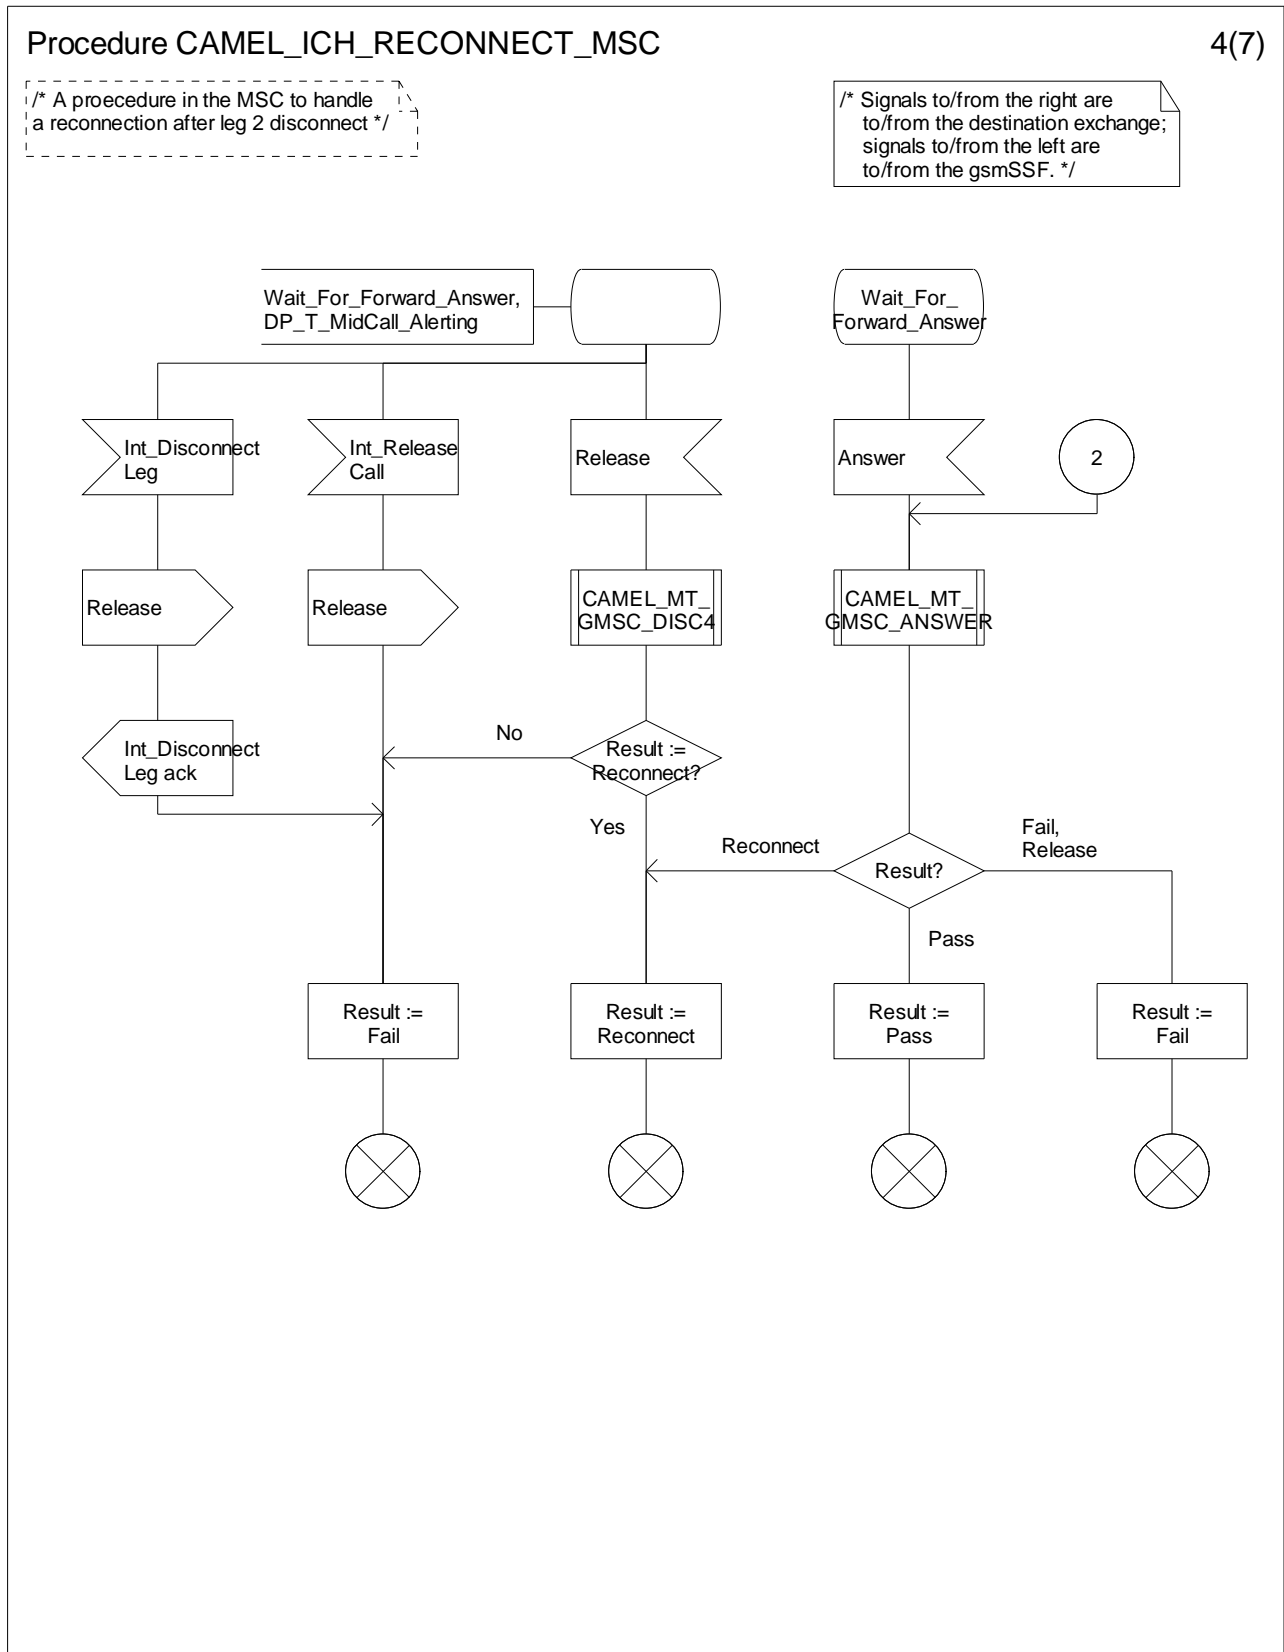 Procedure CAMEL_ICH_RECONNECT_MSC
4(7)
/* A proecedure in the MSC to handle
a reconnection after leg 2 disconnect */
/* Signals to/from the right are
to/from the destination exchange;
signals to/from the left are
to/from the gsmSSF. */
Wait_For_Forward_Answer,
DP_T_MidCall_Alerting
Wait_For_
Forward_Answer
Int_Disconnect
Leg
Int_Release
Call
Release
Answer
2
Release
Release
CAMEL_MT_
GMSC_DISC4
CAMEL_MT_
GMSC_ANSWER
Int_Disconnect
Leg ack
No
Result :=
Reconnect?
Yes
Reconnect
Result?
Fail,
Release
Pass
Result :=
Fail
Result :=
Reconnect
Result :=
Pass
Result :=
Fail